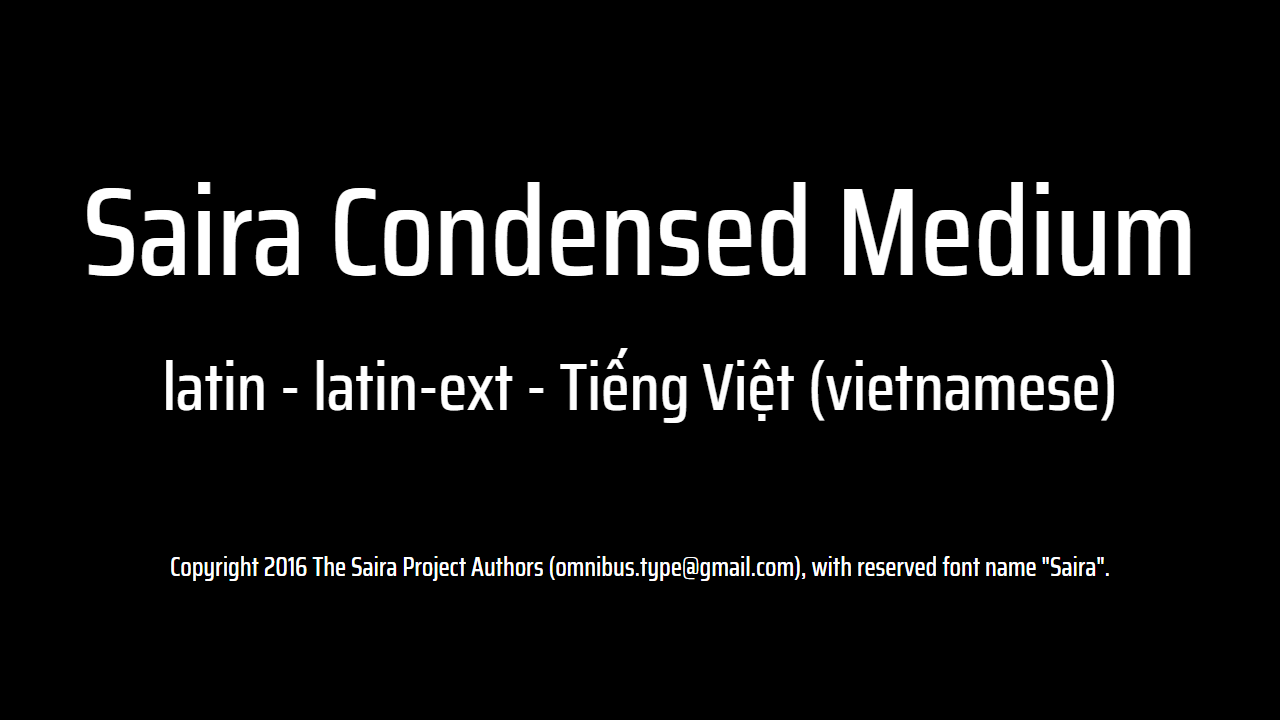 Saira Condensed Medium
latin - latin-ext - Tiếng Việt (vietnamese)
Copyright 2016 The Saira Project Authors (omnibus.type@gmail.com), with reserved font name "Saira".